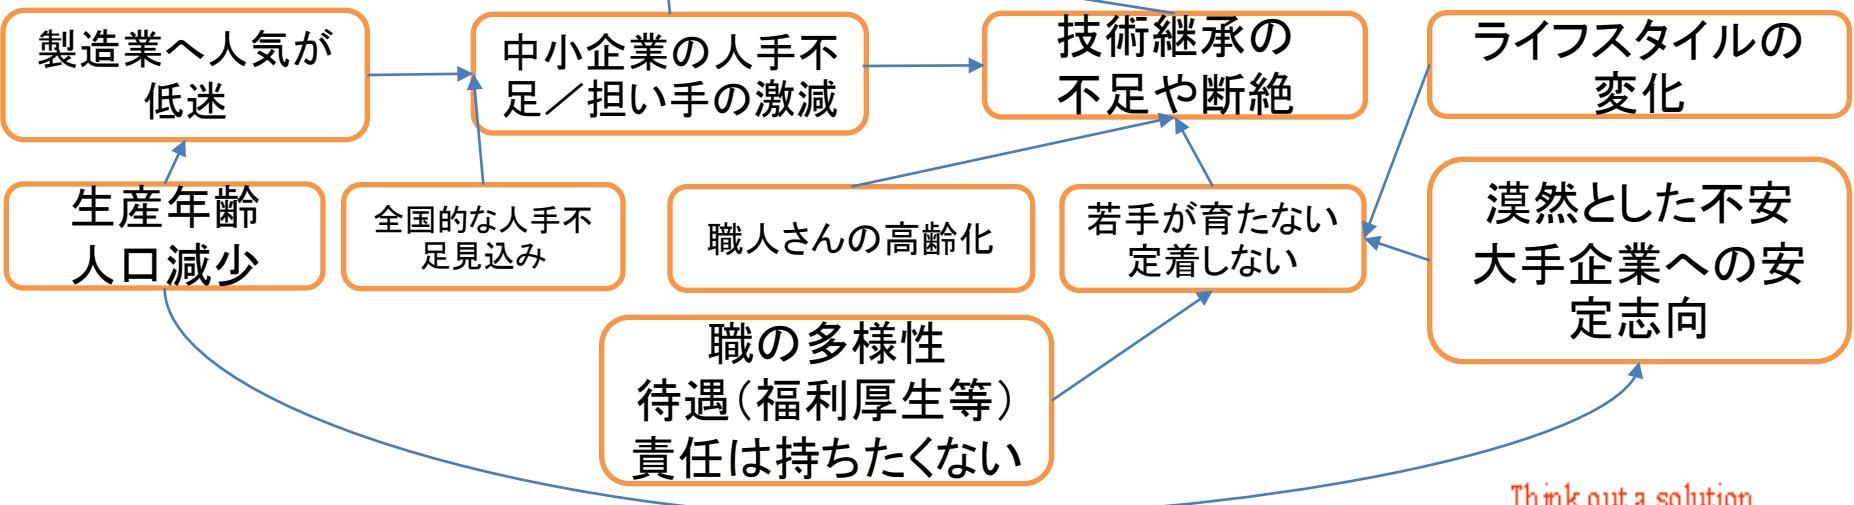 製造業へ人気が
低迷
中小企業の人手不
足／担い手の激減
技術継承の
不足や断絶
ライフスタイルの
変化
生産年齢
人口減少
全国的な人手不
足見込み
職人さんの高齢化
若手が育たない
定着しない
漠然とした不安
大手企業への安
定志向
職の多様性
待遇（福利厚生等）
責任は持ちたくない
Think out a solution